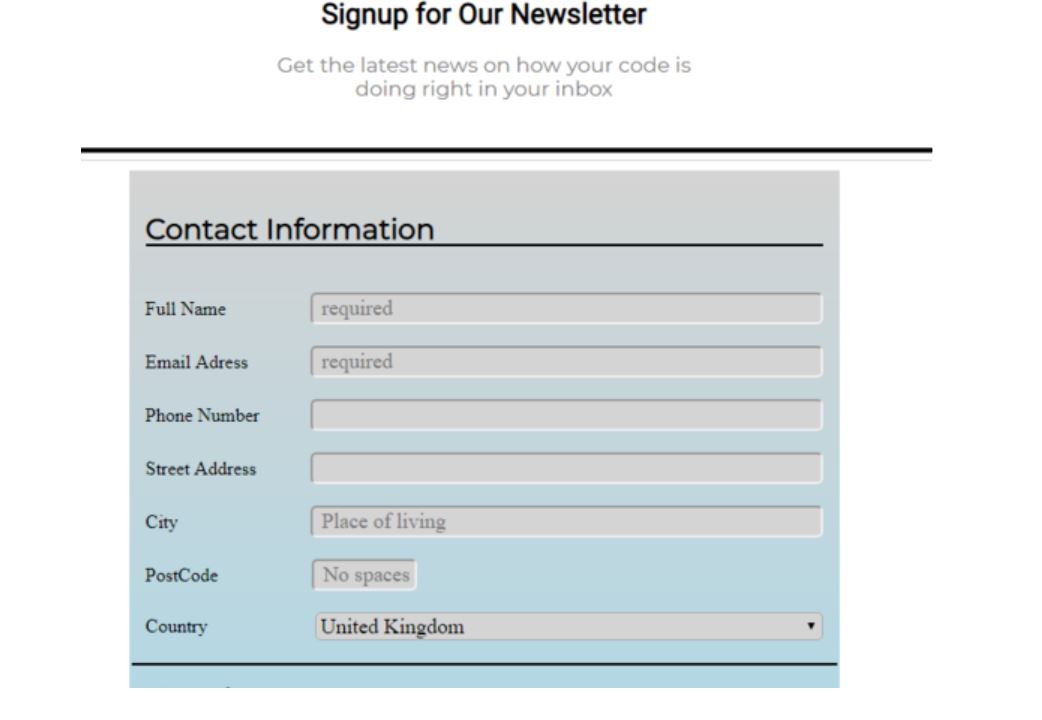 Signup for Our Newsletter
Get the latest news on how your code is
doing right in your inbox
Contact Information
Full Name required
Email Adress required
Phone Number
Street Address
City Place of living
PostCode No spaces
Country United Kingdom